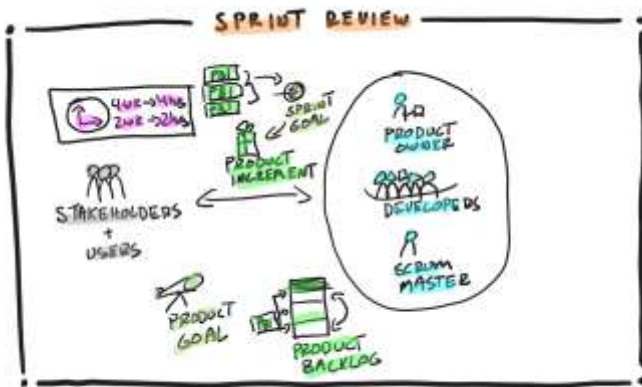 SPRINT REVIEW
4WK→4HRS
2WK→2HRS
PBI
PBI
PBI
SPRINT
GOAL
PRODUCT
INCREMENT
STAKEHOLDERS
+
USERS
PRODUCT
OWNER
DEVELOPERS
SCRUM
MASTER
PRODUCT
GOAL
PBI
PRODUCT
BACKLOG